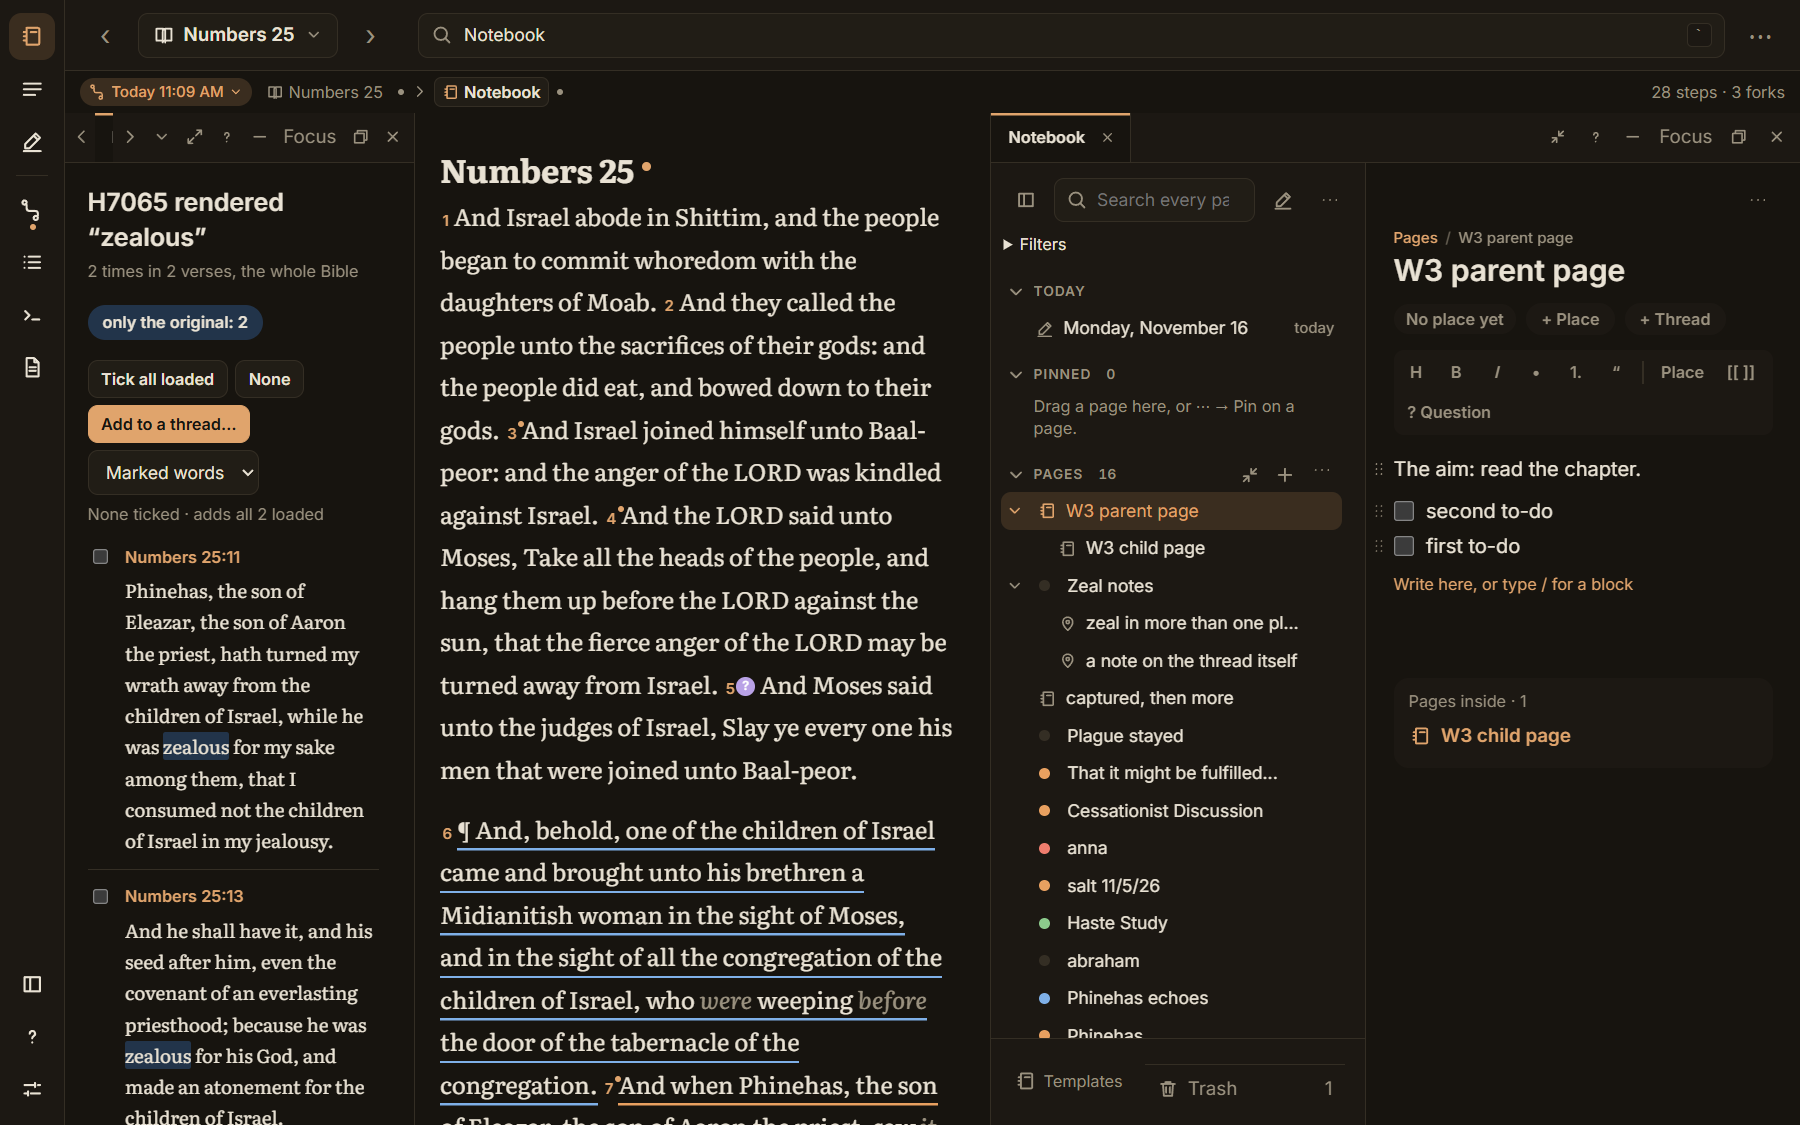 Numbers 25
Notebook
`
Today 11:09 AM
Numbers 25
Notebook
28 steps · 3 forks
?
Focus
H7065 rendered
“zealous”
2 times in 2 verses, the whole Bible
only the original: 2
Tick all loaded
None
Add to a thread…
Marked words
None ticked · adds all 2 loaded
Numbers 25:11
Phinehas, the son of
Eleazar, the son of Aaron
the priest, hath turned my
wrath away from the
children of Israel, while he
was zealous for my sake
among them, that I
consumed not the children
of Israel in my jealousy.
Numbers 25:13
And he shall have it, and his
seed after him, even the
covenant of an everlasting
priesthood; because he was
zealous for his God, and
made an atonement for the
children of Israel.
Numbers 25
1 And Israel abode in Shittim, and the people
began to commit whoredom with the
daughters of Moab. 2 And they called the
people unto the sacrifices of their gods: and
the people did eat, and bowed down to their
gods. 3 And Israel joined himself unto Baal-
peor: and the anger of the LORD was kindled
against Israel. 4 And the LORD said unto
Moses, Take all the heads of the people, and
hang them up before the LORD against the
sun, that the fierce anger of the LORD may be
turned away from Israel. 5 ? And Moses said
unto the judges of Israel, Slay ye every one his
men that were joined unto Baal-peor.
6 ¶ And, behold, one of the children of Israel
came and brought unto his brethren a
Midianitish woman in the sight of Moses,
and in the sight of all the congregation of the
children of Israel, who were weeping before
the door of the tabernacle of the
congregation. 7 And when Phinehas, the son
of Eleazar, the son of Aaron the priest, saw it
Notebook
?
Focus
Search every pa
Filters
TODAY
Monday, November 16
today
PINNED 0
Drag a page here, or ··· → Pin on a
page.
PAGES 16
W3 parent page
W3 child page
Zeal notes
zeal in more than one pl…
a note on the thread itself
captured, then more
Plague stayed
That it might be fulfilled…
Cessationist Discussion
anna
salt 11/5/26
Haste Study
abraham
Phinehas echoes
Phinehas
Templates
Trash
1
Pages / W3 parent page
W3 parent page
No place yet
+ Place
+ Thread
H B I • 1. “ Place [[ ]]
? Question
The aim: read the chapter.
second to-do
first to-do
Write here, or type / for a block
Pages inside · 1
W3 child page
?